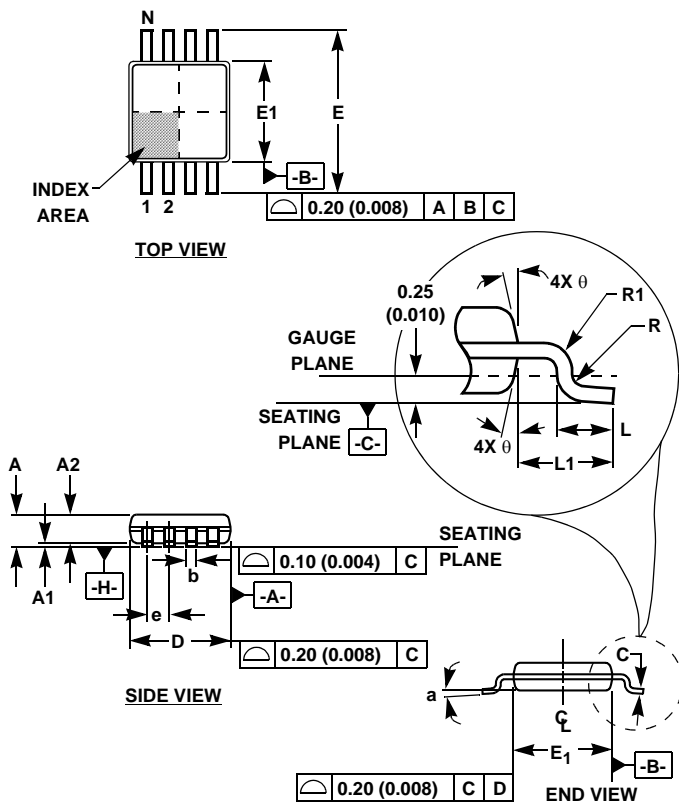 N
E1
E
-B-
INDEX
AREA
1 2
0.20 (0.008) A B C
TOP VIEW
0.25
(0.010)
4X θ
R1
R
GAUGE
PLANE
SEATING
PLANE
-C-
4X θ
L
L1
A
A2
SEATING
PLANE
-H-
A1
b
0.10 (0.004) C
-A-
e
D
0.20 (0.008) C
SIDE VIEW
C
a
CL
E1
-B-
0.20 (0.008) C D
END VIEW